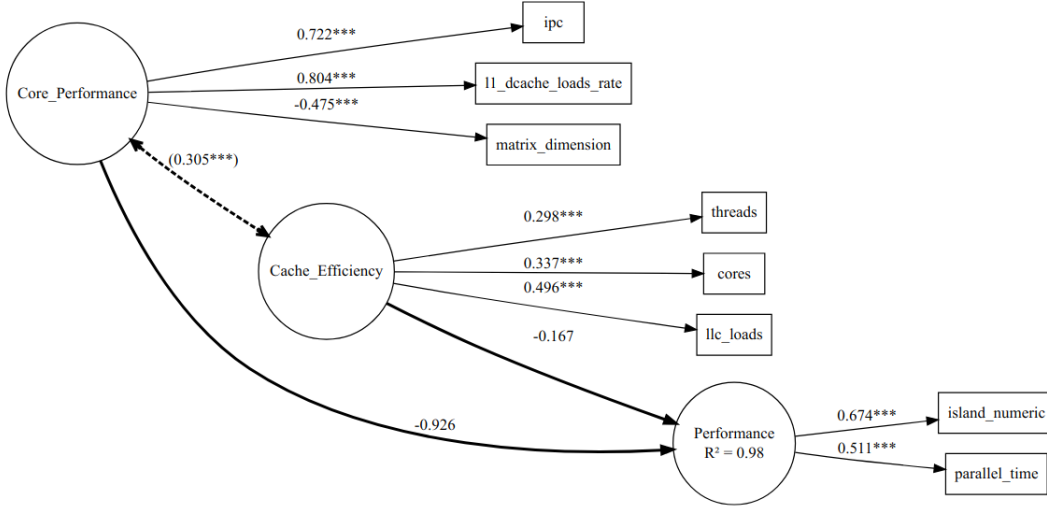 ipc
0.722***
Core_Performance
0.804***
l1_dcache_loads_rate
-0.475***
matrix_dimension
(0.305***)
threads
0.298***
Cache_Efficiency
0.337***
cores
0.496***
llc_loads
-0.167
-0.926
Performance
R² = 0.98
0.674***
island_numeric
0.511***
parallel_time